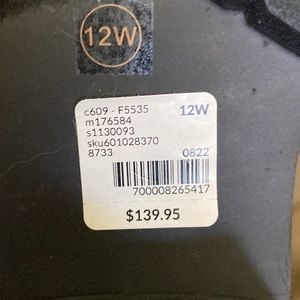 12W
c609 - F5535 12W
m176584
s1130093
sku601028370
8733 0822
700008265417
$139.95